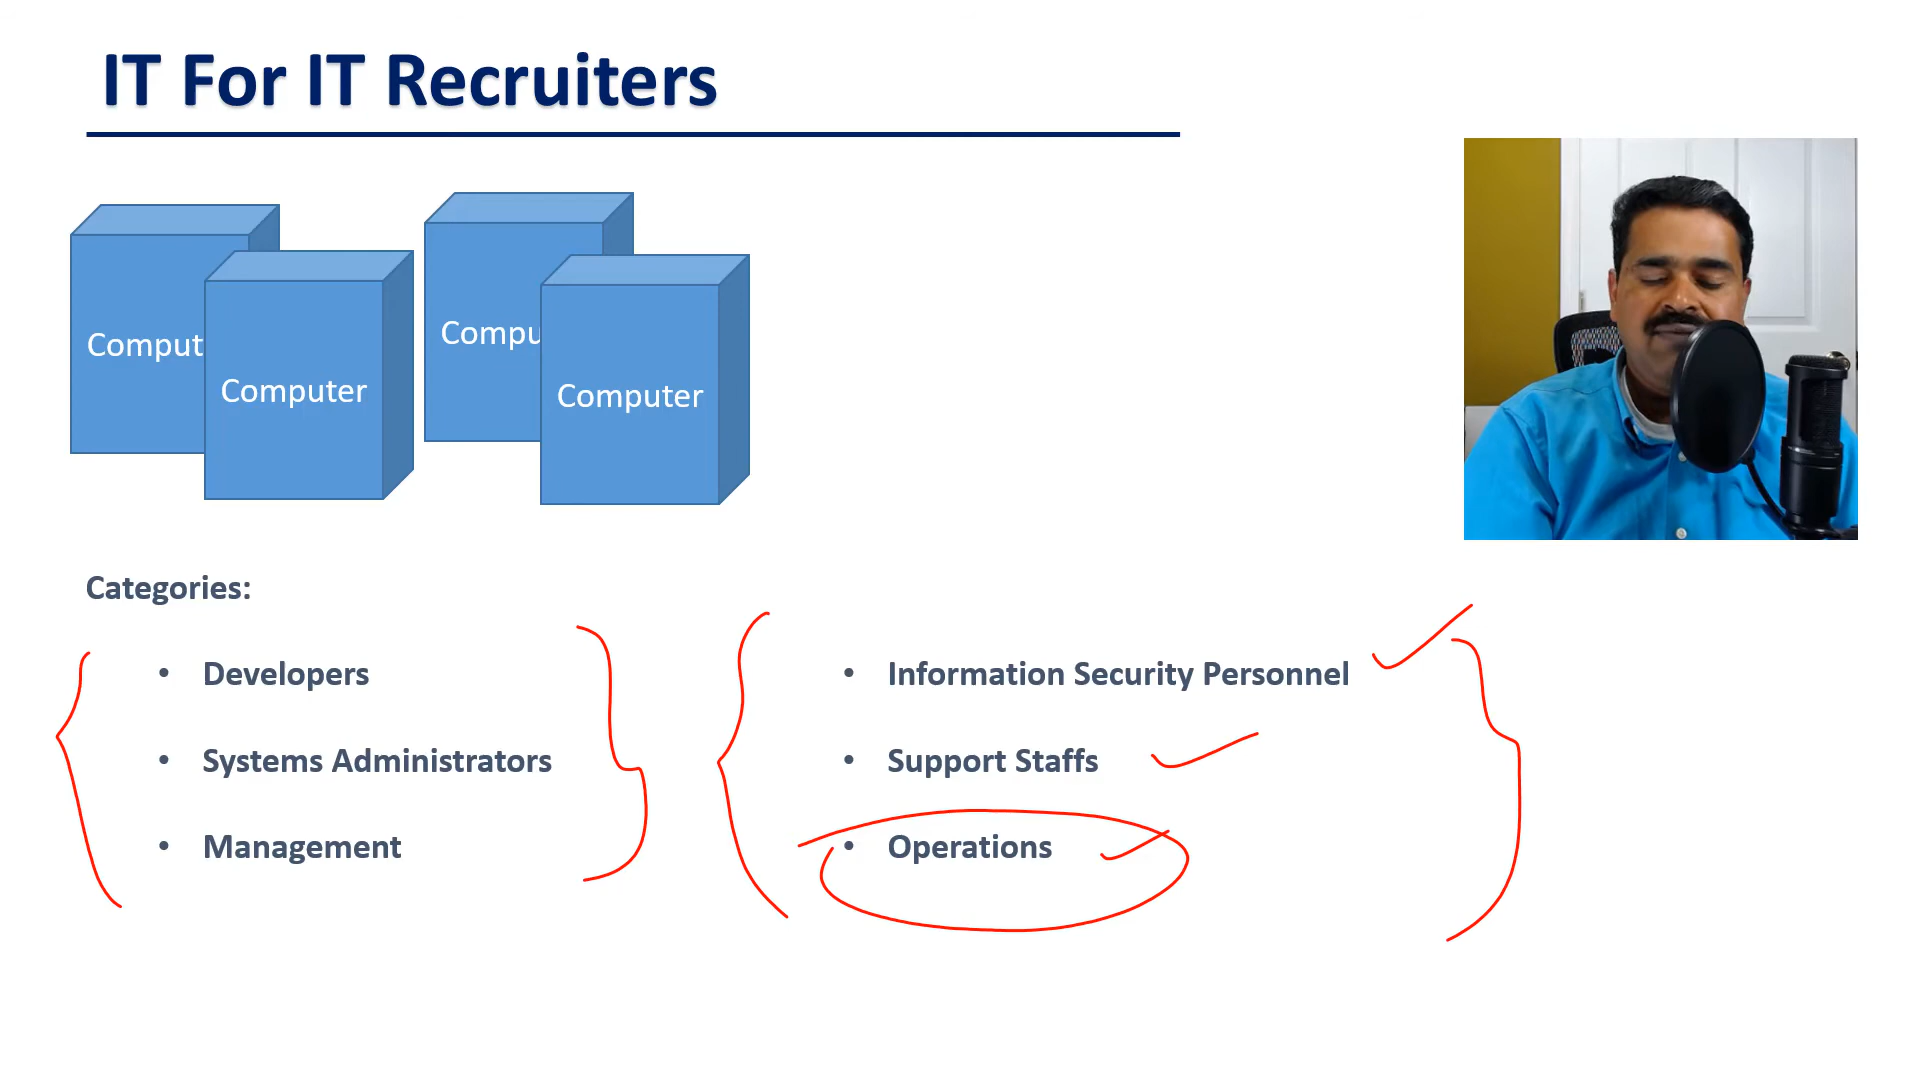 IT For IT Recruiters
Comput
Computer
Compu
Computer
Categories:
• Developers
• Systems Administrators
• Management
• Information Security Personnel
• Support Staffs
• Operations